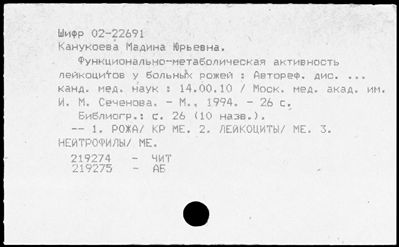 Шифр 02-22691
Канукоева Мадина Юрьевна.
Функционально-метаболическая активность
лейкоцитов у больных рожей : Автореф. дис. ...
канд. мед. наук : 14.00.10 / Моск. мед. акад. им.
И. М. Сеченова. - М., 1994. - 26 с.
Библиогр.: с. 26 (10 назв.).
-- 1. РОЖА/ КР МЕ. 2. ЛЕЙКОЦИТЫ/ МЕ. 3.
НЕЙТРОФИЛЫ/ МЕ.
219274 - ЧИТ
219275 - АБ